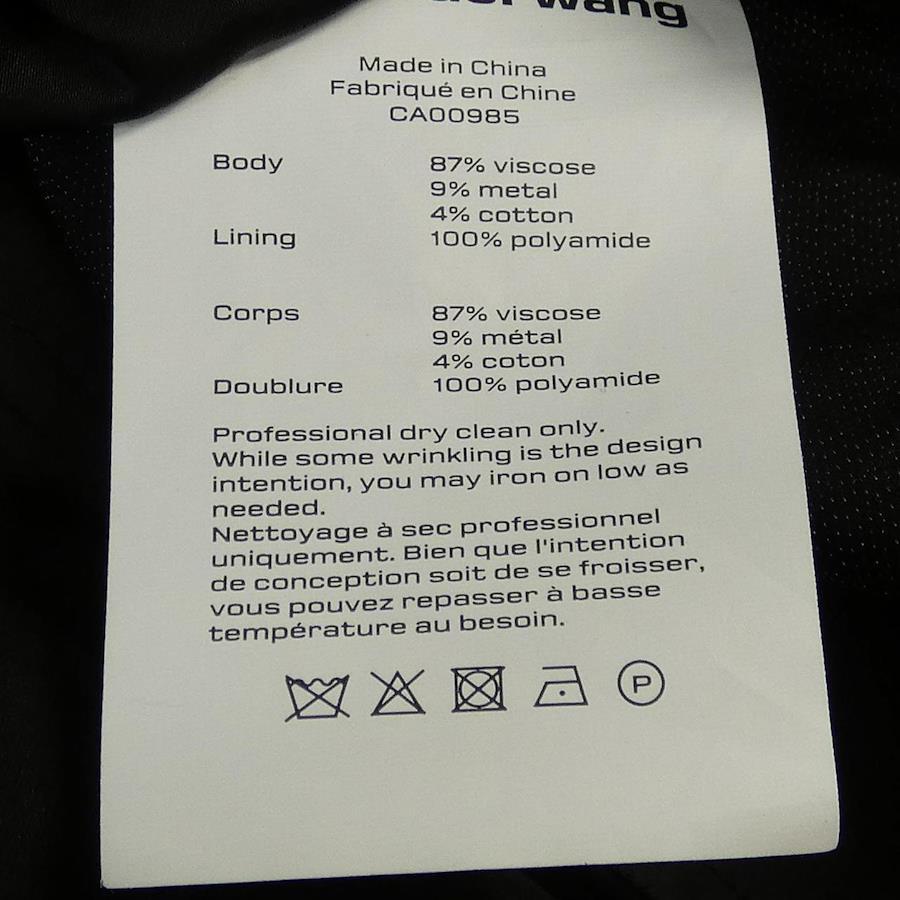 wang
Made in China
Fabriqué en Chine
CA00985
Body 87% viscose
9% metal
4% cotton
Lining 100% polyamide
Corps 87% viscose
9% métal
4% coton
Doublure 100% polyamide
Professional dry clean only.
While some wrinkling is the design
intention, you may iron on low as
needed.
Nettoyage à sec professionnel
uniquement. Bien que l'intention
de conception soit de se froisser,
vous pouvez repasser à basse
température au besoin.
P